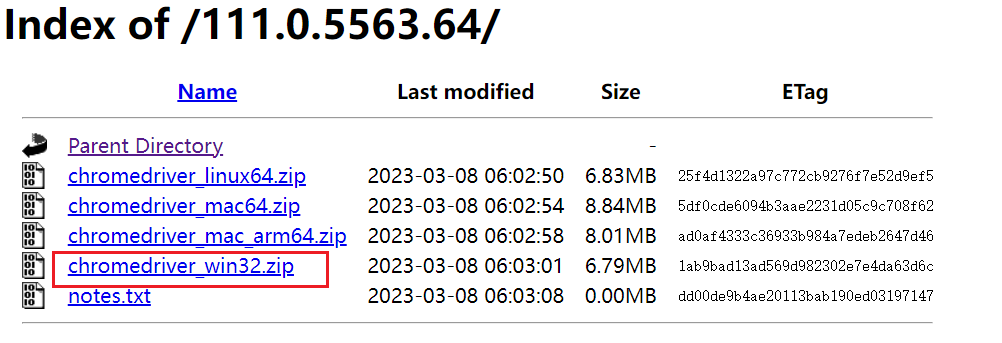 Index of /111.0.5563.64/
Name Last modified Size ETag
Parent Directory -
chromedriver_linux64.zip 2023-03-08 06:02:50 6.83MB 25f4d1322a97c772cb9276f7e52d9ef5
chromedriver_mac64.zip 2023-03-08 06:02:54 8.84MB 5df0cde6094b3aae2231d05c9c708f62
chromedriver_mac_arm64.zip 2023-03-08 06:02:58 8.01MB ad0af4333c36933b984a7edeb2647d46
chromedriver_win32.zip 2023-03-08 06:03:01 6.79MB 1ab9bad13ad569d982302e7e4da63d6c
notes.txt 2023-03-08 06:03:08 0.00MB dd00de9b4ae20113bab190ed03197147